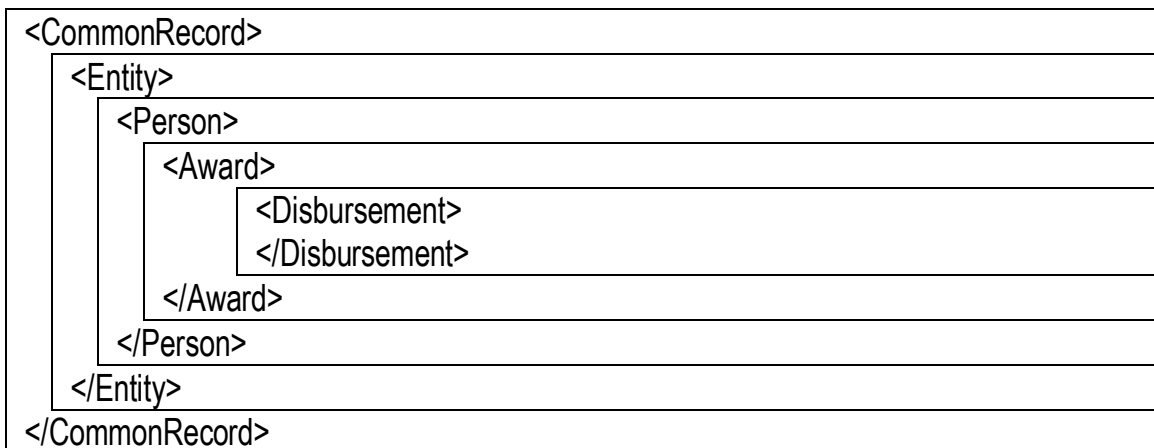 <CommonRecord>
<Entity>
<Person>
<Award>
<Disbursement>
</Disbursement>
</Award>
</Person>
</Entity>
</CommonRecord>